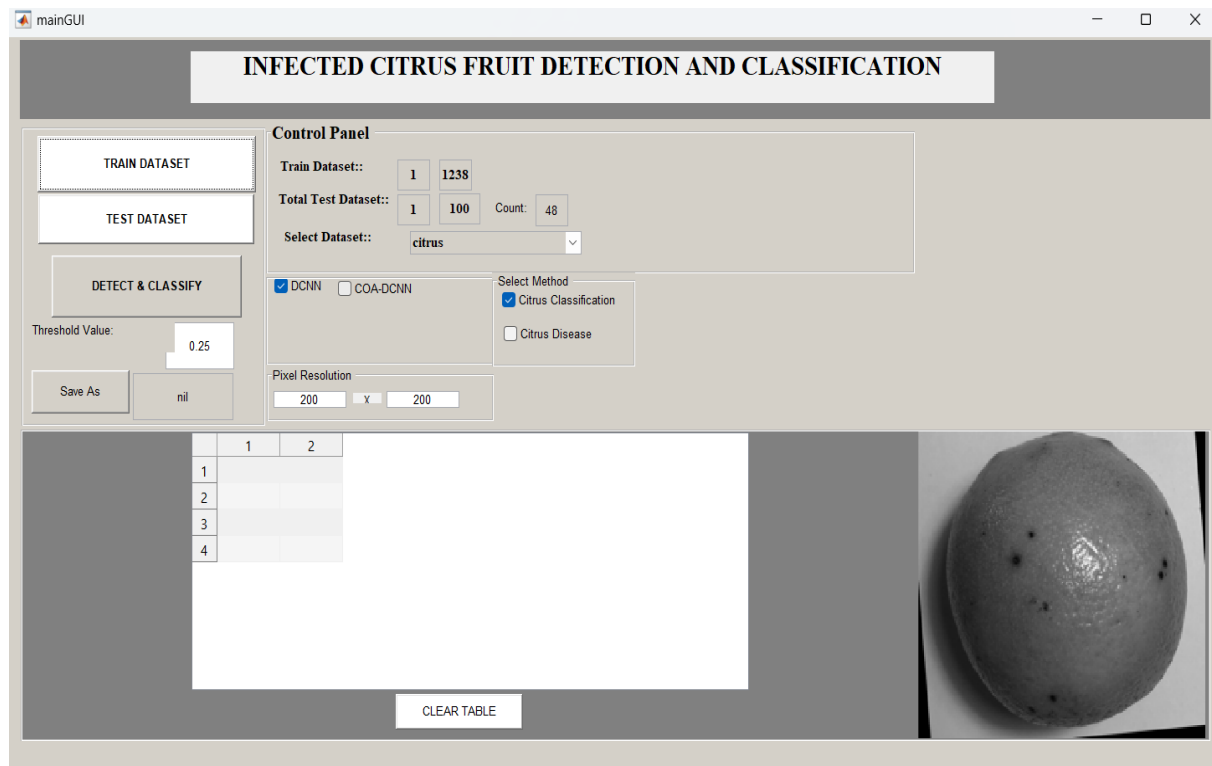 mainGUI
INFECTED CITRUS FRUIT DETECTION AND CLASSIFICATION
TRAIN DATASET
TEST DATASET
DETECT & CLASSIFY
Threshold Value:
0.25
Save As
nil
Control Panel
Train Dataset::
1
1238
Total Test Dataset::
1
100
Count:
48
Select Dataset::
citrus
DCNN
COA-DCNN
Select Method
Citrus Classification
Citrus Disease
Pixel Resolution
200
X
200
1
2
1
2
3
4
CLEAR TABLE